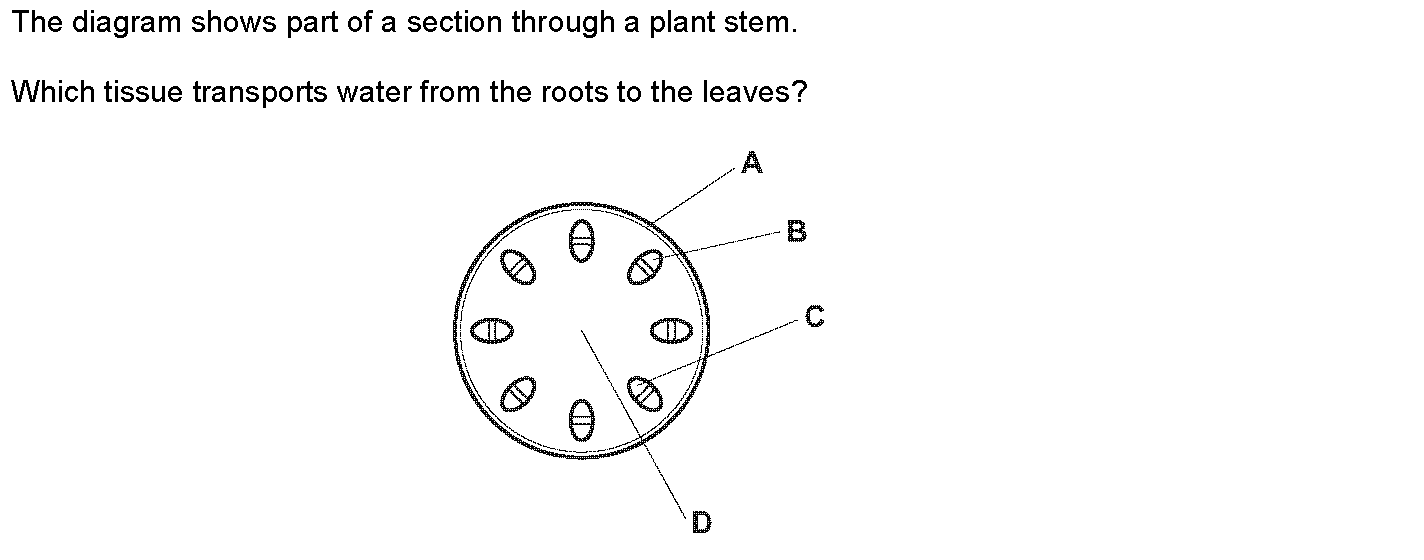 The diagram shows part of a section through a plant stem.
Which tissue transports water from the roots to the leaves?
A
B
C
D